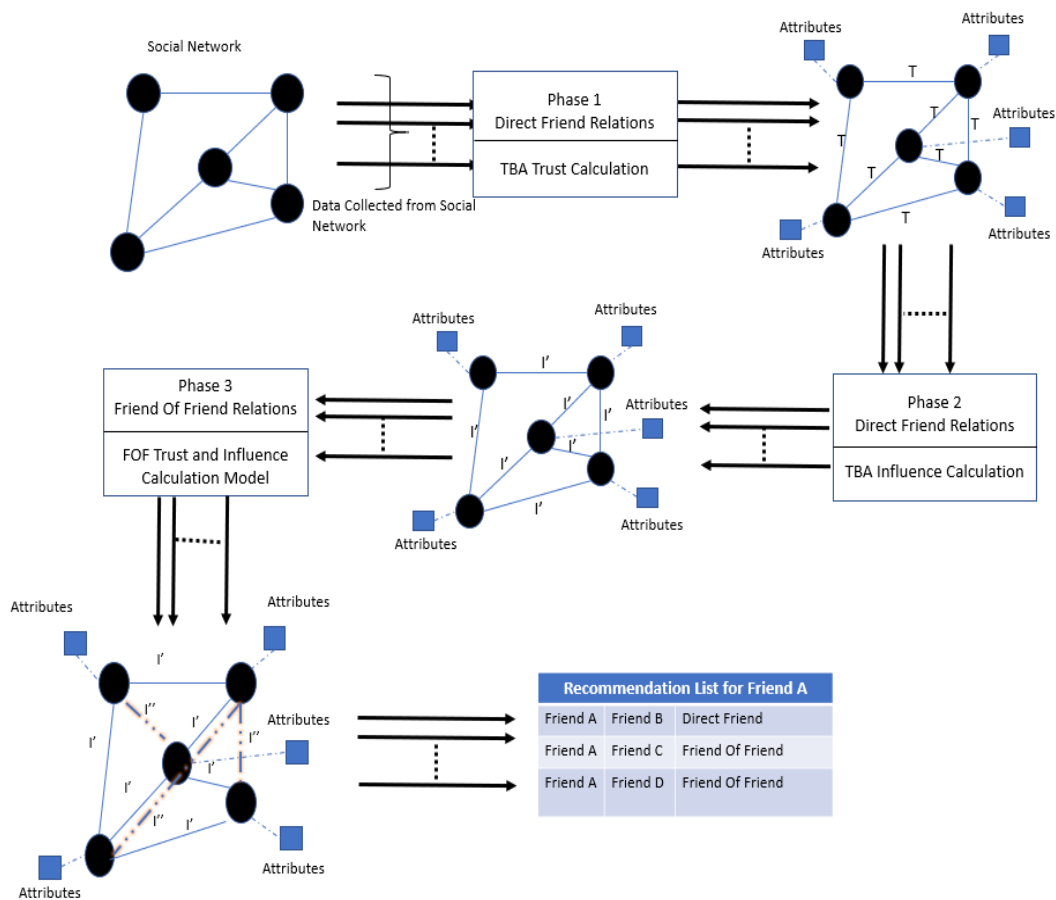 Social Network
Data Collected from Social
Network
Phase 1
Direct Friend Relations
TBA Trust Calculation
Attributes
Attributes
Attributes
Attributes
Attributes
T
T
T
T
T
T
Phase 2
Direct Friend Relations
TBA Influence Calculation
Attributes
Attributes
Attributes
Attributes
Attributes
I’
I’
I’
I’
I’
I’
I’
Phase 3
Friend Of Friend Relations
FOF Trust and Influence
Calculation Model
Attributes
Attributes
Attributes
Attributes
Attributes
I’
I’’
I’
I’
I’’
I’
I’
I’’
I’
Recommendation List for Friend A
Friend A Friend B Direct Friend
Friend A Friend C Friend Of Friend
Friend A Friend D Friend Of Friend